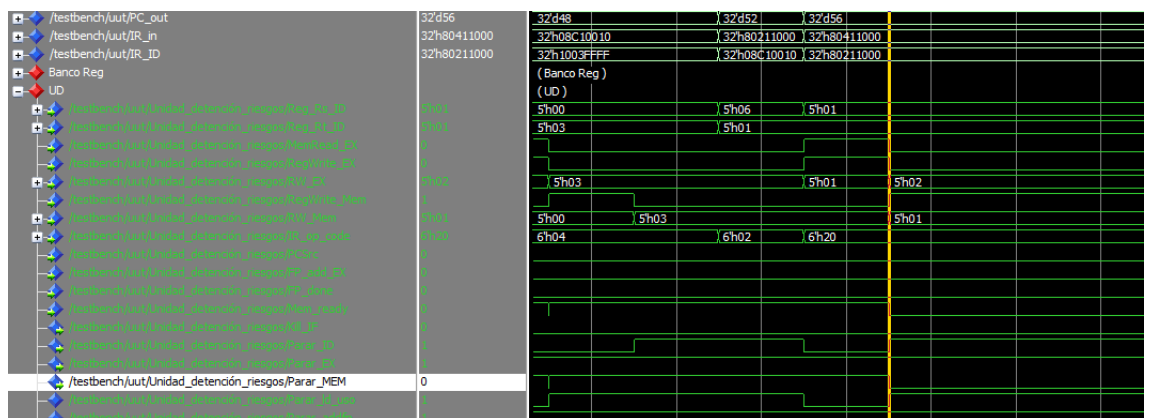 /testbench/uut/PC_out 32'd56 32'd48 32'd52 32'd56
/testbench/uut/IR_in 32'h80411000 32'h08C10010 32'h80211000 32'h80411000
/testbench/uut/IR_ID 32'h80211000 32'h1003FFFF 32'h08C10010 32'h80211000
Banco Reg ( Banco Reg )
UD ( UD )
/testbench/uut/Unidad_detención_riesgos/Reg_Rs_ID 5'h01 5'h00 5'h06 5'h01
/testbench/uut/Unidad_detención_riesgos/Reg_Rt_ID 5'h01 5'h03 5'h01
/testbench/uut/Unidad_detención_riesgos/MemRead_EX 0
/testbench/uut/Unidad_detención_riesgos/RegWrite_EX 0
/testbench/uut/Unidad_detención_riesgos/RW_EX 5'h02 5'h03 5'h01 5'h02
/testbench/uut/Unidad_detención_riesgos/RegWrite_Mem 1
/testbench/uut/Unidad_detención_riesgos/RW_Mem 5'h01 5'h00 5'h03 5'h01
/testbench/uut/Unidad_detención_riesgos/IR_op_code 6'h20 6'h04 6'h02 6'h20
/testbench/uut/Unidad_detención_riesgos/PCSrc 0
/testbench/uut/Unidad_detención_riesgos/FP_add_EX 0
/testbench/uut/Unidad_detención_riesgos/FP_done 0
/testbench/uut/Unidad_detención_riesgos/Mem_ready 0
/testbench/uut/Unidad_detención_riesgos/Kill_IF 0
/testbench/uut/Unidad_detención_riesgos/Parar_ID 1
/testbench/uut/Unidad_detención_riesgos/Parar_EX 1
/testbench/uut/Unidad_detención_riesgos/Parar_MEM 0
/testbench/uut/Unidad_detención_riesgos/Parar_ld_uso 1